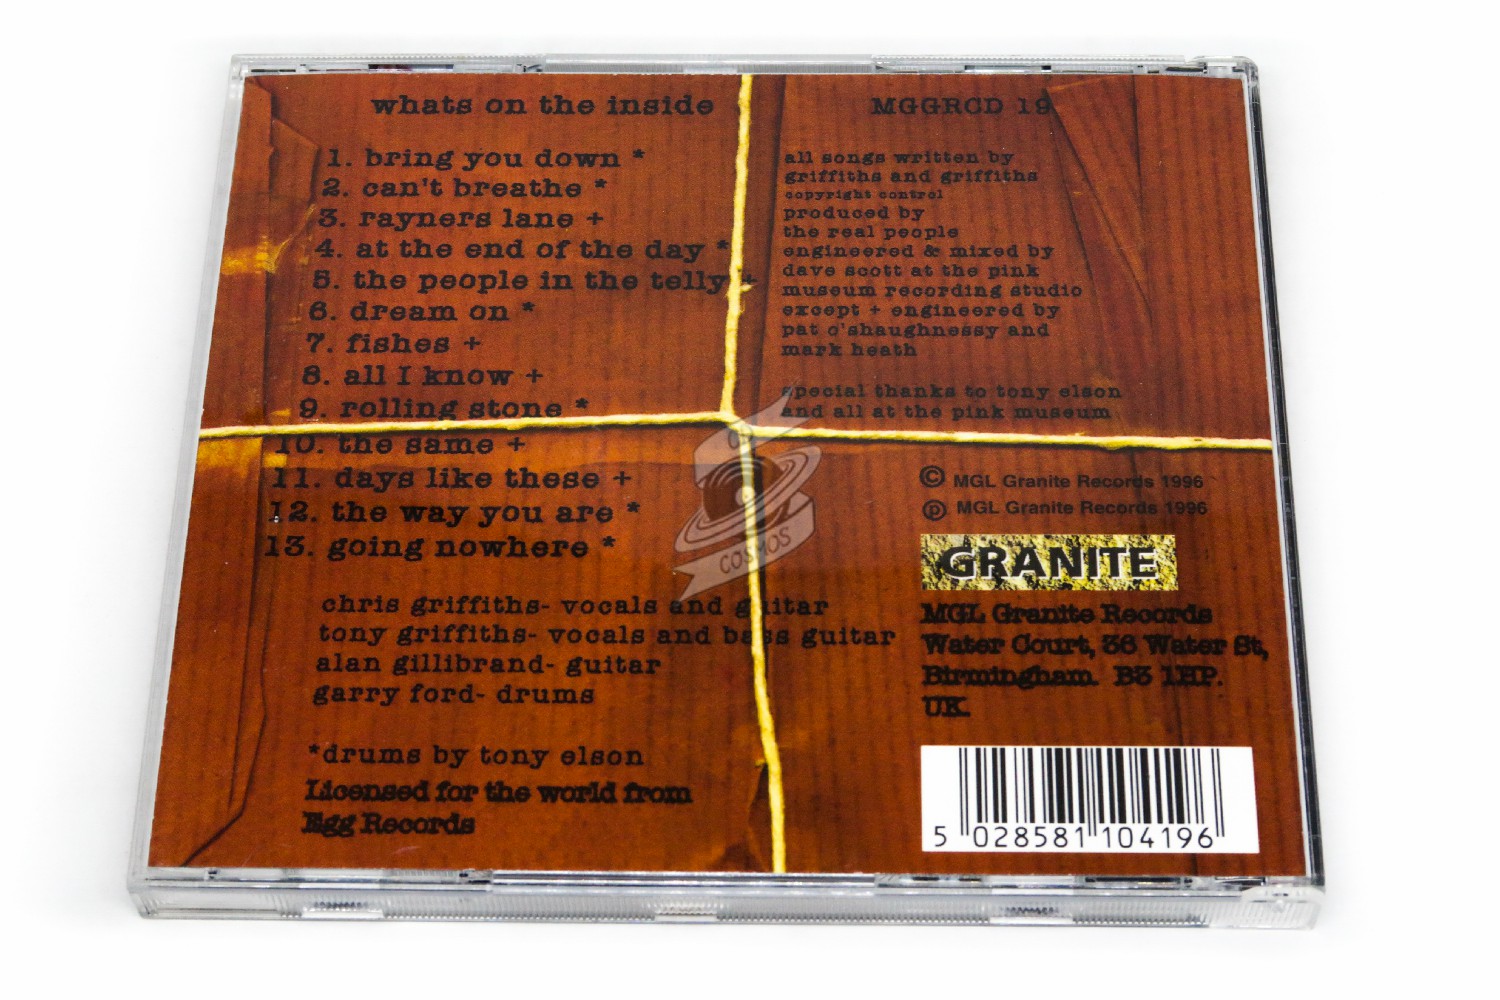 whats on the inside
1. bring you down *
2. can't breathe *
3. rayners lane +
4. at the end of the day *
5. the people in the telly +
6. dream on *
7. fishes +
8. all I know +
9. rolling stone *
10. the same +
11. days like these +
12. the way you are *
13. going nowhere *
chris griffiths- vocals and guitar
tony griffiths- vocals and bass guitar
alan gillibrand- guitar
garry ford- drums
*drums by tony elson
Licensed for the world from
Egg Records
MGGRCD 19
all songs written by
griffiths and griffiths
copyright control
produced by
the real people
engineered & mixed by
dave scott at the pink
museum recording studio
except + engineered by
pat o'shaughnessy and
mark heath
special thanks to tony elson
and all at the pink museum
© MGL Granite Records 1996
℗ MGL Granite Records 1996
GRANITE
MGL Granite Records
Water Court, 36 Water St,
Birmingham. B3 1HP.
UK.
5 028581 104196
COSMOS